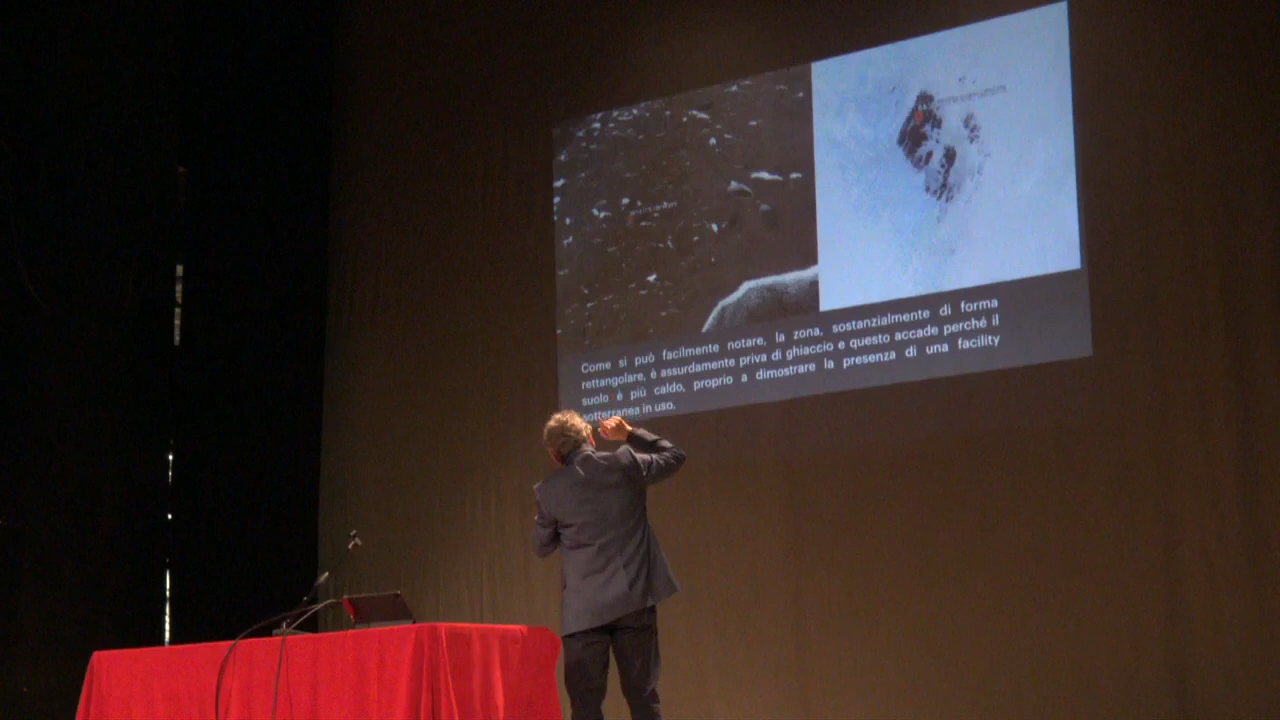 Come si può facilmente notare, la zona, sostanzialmente di forma
rettangolare, è assurdamente priva di ghiaccio e questo accade perché il
suolo è più caldo, proprio a dimostrare la presenza di una facility
sotterranea in uso.